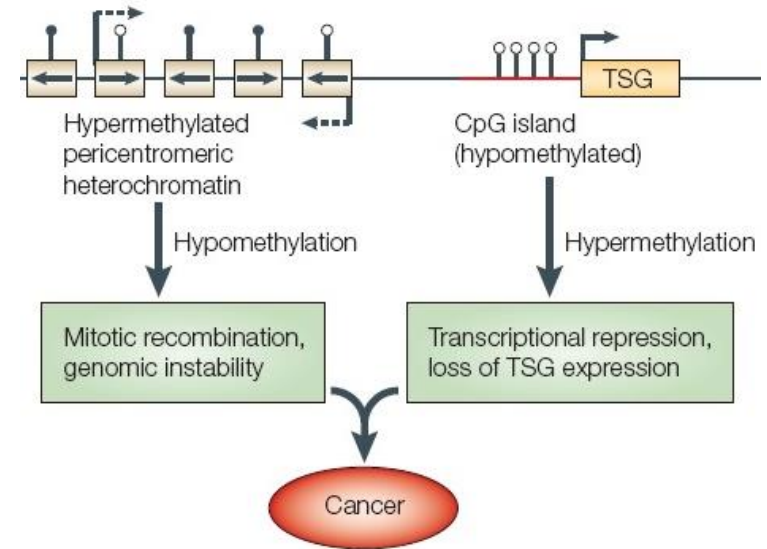 TSG
Hypermethylated
pericentromeric
heterochromatin
CpG island
(hypomethylated)
Hypomethylation
Hypermethylation
Mitotic recombination,
genomic instability
Transcriptional repression,
loss of TSG expression
Cancer